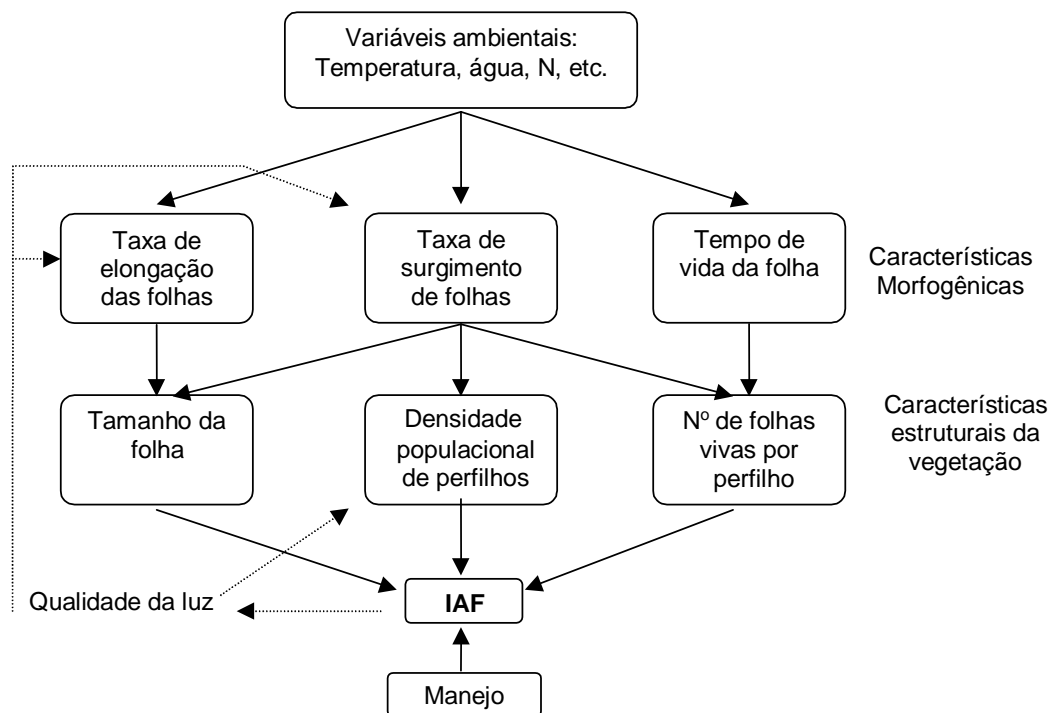 Variáveis ambientais:
Temperatura, água, N, etc.
Taxa de
elongação
das folhas
Taxa de
surgimento
de folhas
Tempo de
vida da folha
Características
Morfogênicas
Tamanho da
folha
Densidade
populacional
de perfilhos
Nº de folhas
vivas por
perfilho
Características
estruturais da
vegetação
Qualidade da luz
IAF
Manejo